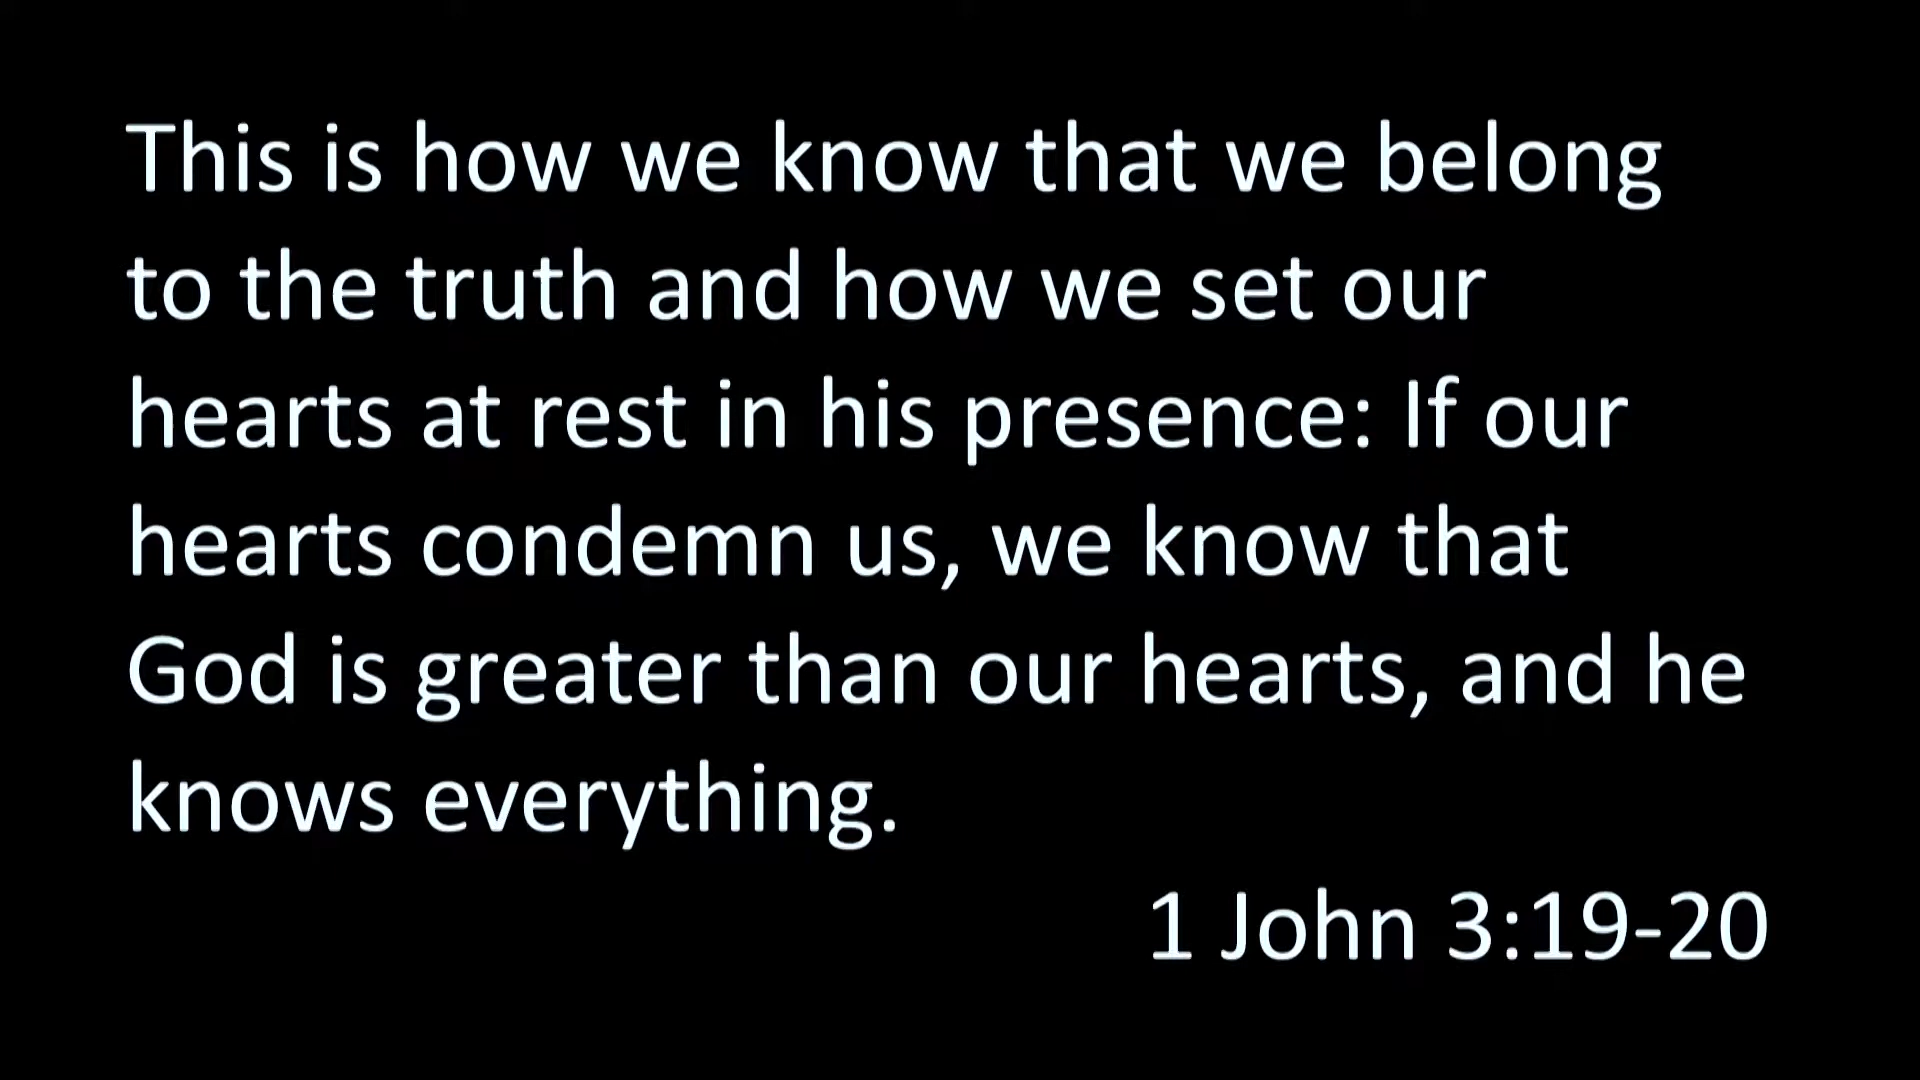 This is how we know that we belong
to the truth and how we set our
hearts at rest in his presence: If our
hearts condemn us, we know that
God is greater than our hearts, and he
knows everything.
1 John 3:19-20